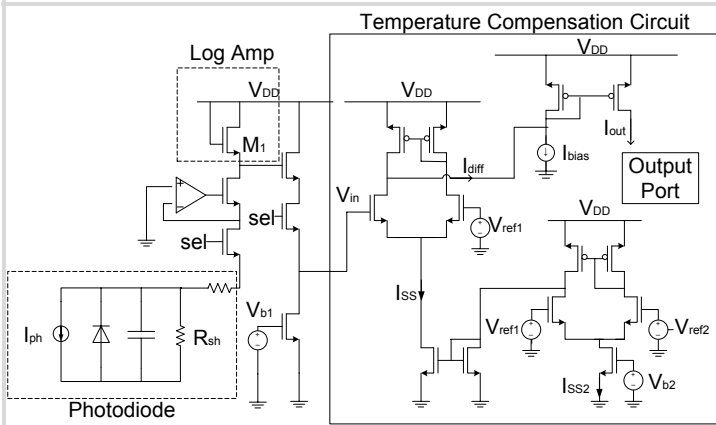 Temperature Compensation Circuit
Log Amp
VDD
VDD
VDD
M1
Idiff
Iout
Ibias
Output
Port
Vin
+
-
sel
sel
+
-
Vref1
VDD
ISS
Iph
Rsh
Vb1
+
-
Vref1
+
-
+
-
Vref2
ISS2
+
-
Vb2
Photodiode